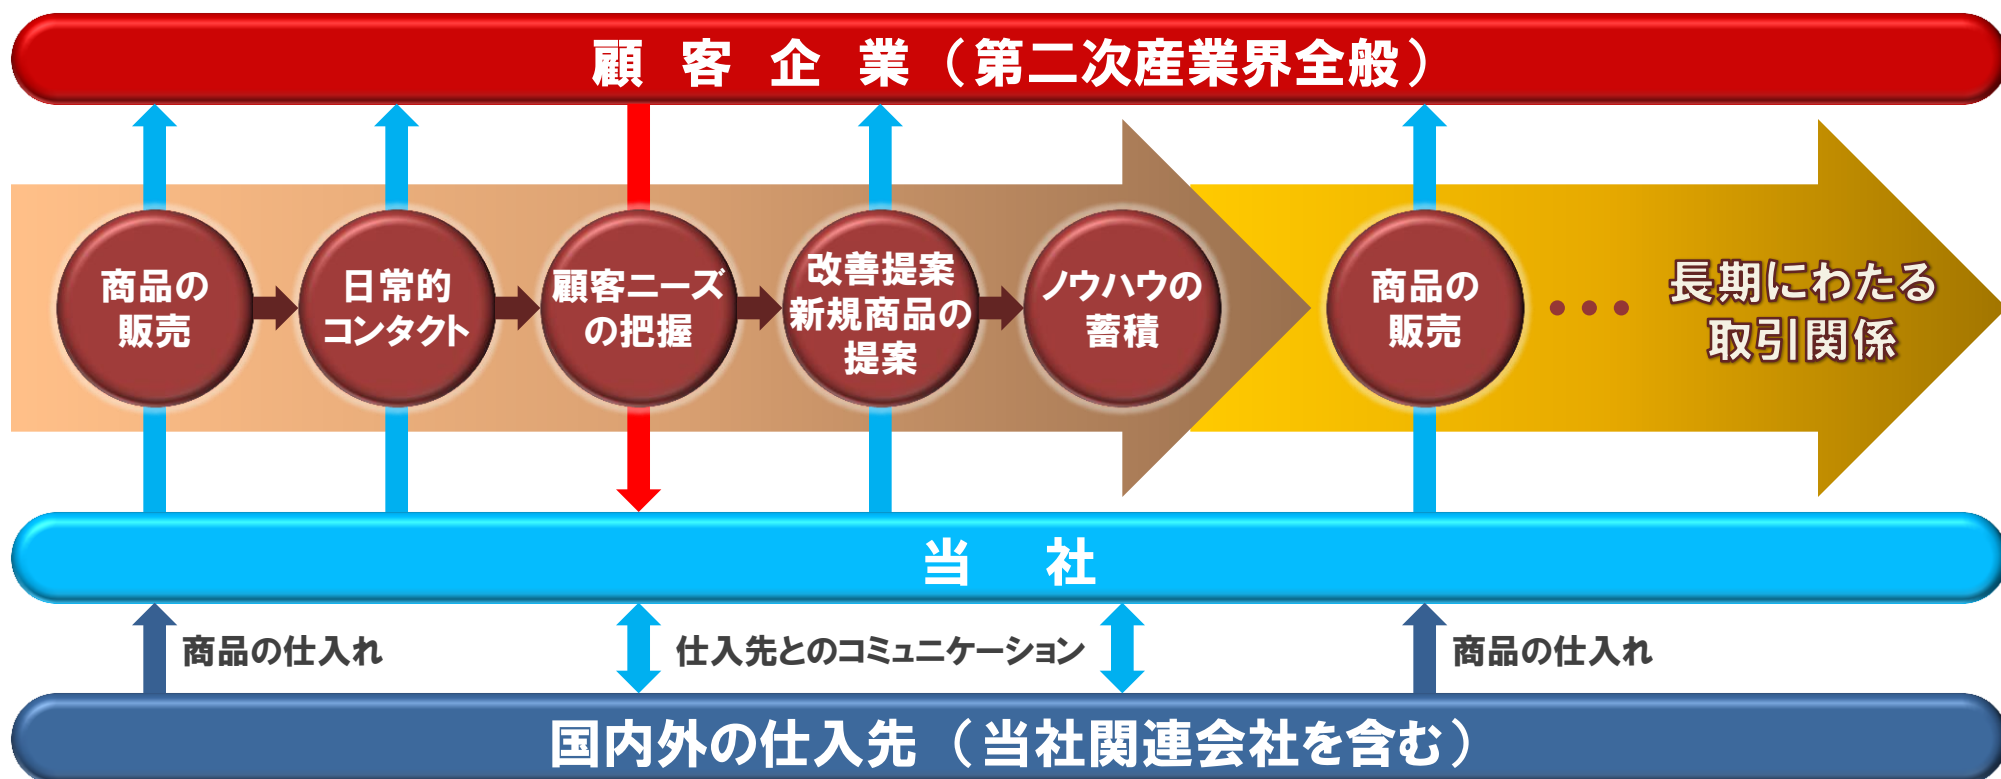 顧客企業（第二次産業界全般）
商品の
販売
日常的
コンタクト
顧客ニーズ
の把握
改善提案
新規商品の
提案
ノウハウの
蓄積
商品の
販売
・・・
長期にわたる
取引関係
当社
商品の仕入れ
仕入先とのコミュニケーション
商品の仕入れ
国内外の仕入先（当社関連会社を含む）